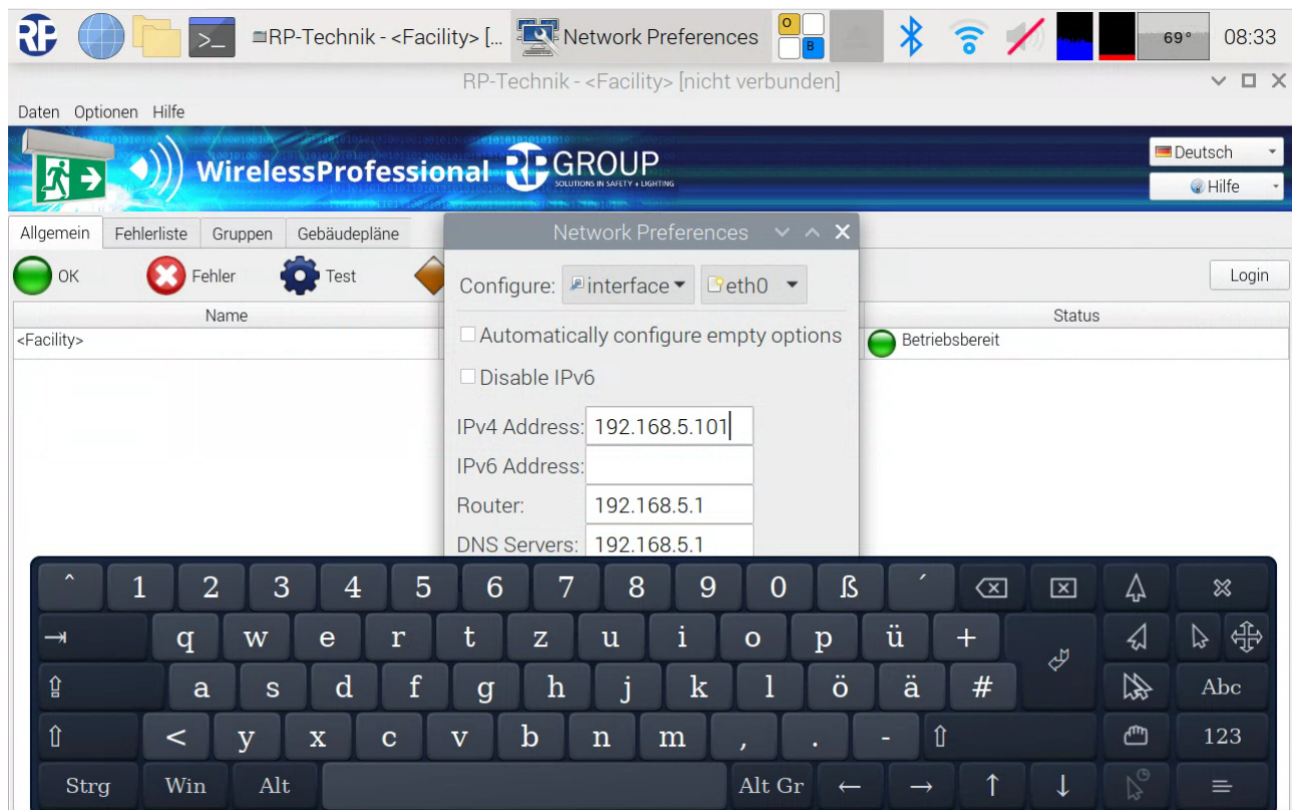 RP
>_
RP-Technik - <Facility> [...
Network Preferences
O
B
69°
08:33
RP-Technik - <Facility> [nicht verbunden]
Daten Optionen Hilfe
WirelessProfessional
RP GROUP
SOLUTIONS IN SAFETY + LIGHTING
Deutsch
Hilfe
Allgemein Fehlerliste Gruppen Gebäudepläne
OK Fehler Test
Login
Name
Status
<Facility>
Betriebsbereit
Network Preferences
Configure: interface eth0
Automatically configure empty options
Disable IPv6
IPv4 Address: 192.168.5.101
IPv6 Address:
Router: 192.168.5.1
DNS Servers: 192.168.5.1
^ 1 2 3 4 5 6 7 8 9 0 ß ´
q w e r t z u i o p ü +
a s d f g h j k l ö ä # Abc
< y x c v b n m , . - 123
Strg Win Alt Alt Gr ← → ↑ ↓